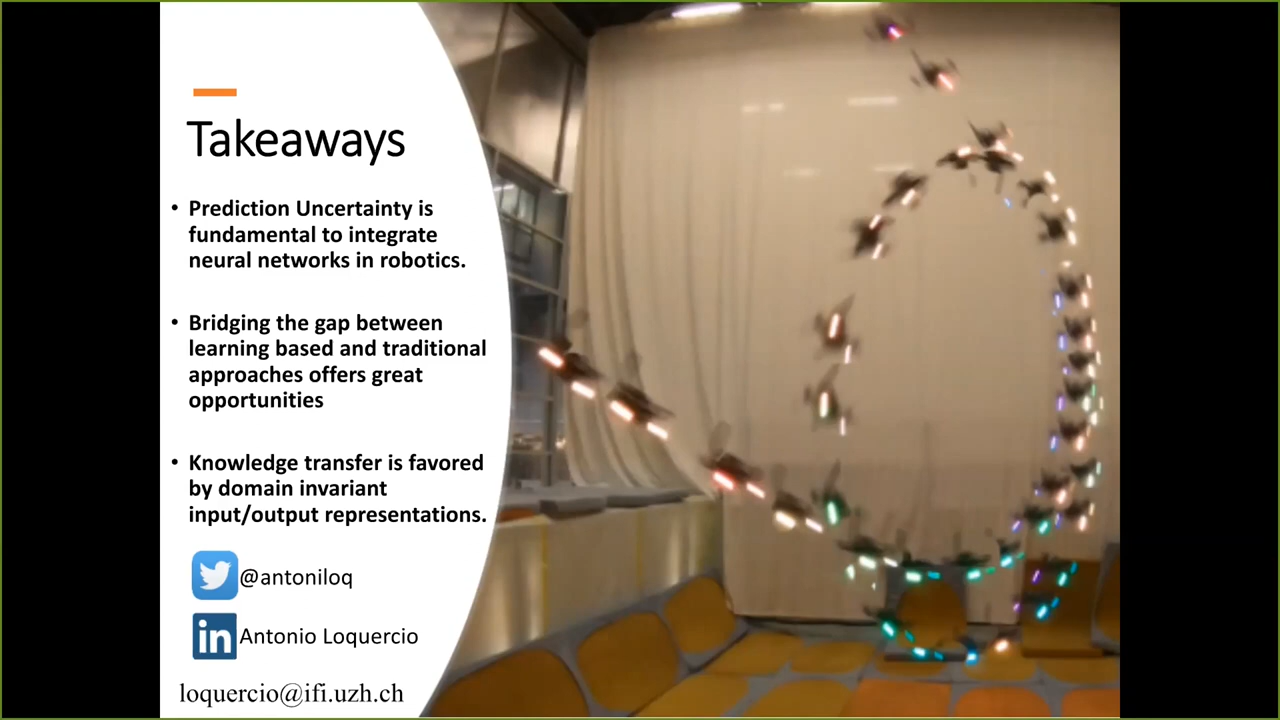 Takeaways
• Prediction Uncertainty is
fundamental to integrate
neural networks in robotics.
• Bridging the gap between
learning based and traditional
approaches offers great
opportunities
• Knowledge transfer is favored
by domain invariant
input/output representations.
@antoniloq
in Antonio Loquercio
loquercio@ifi.uzh.ch